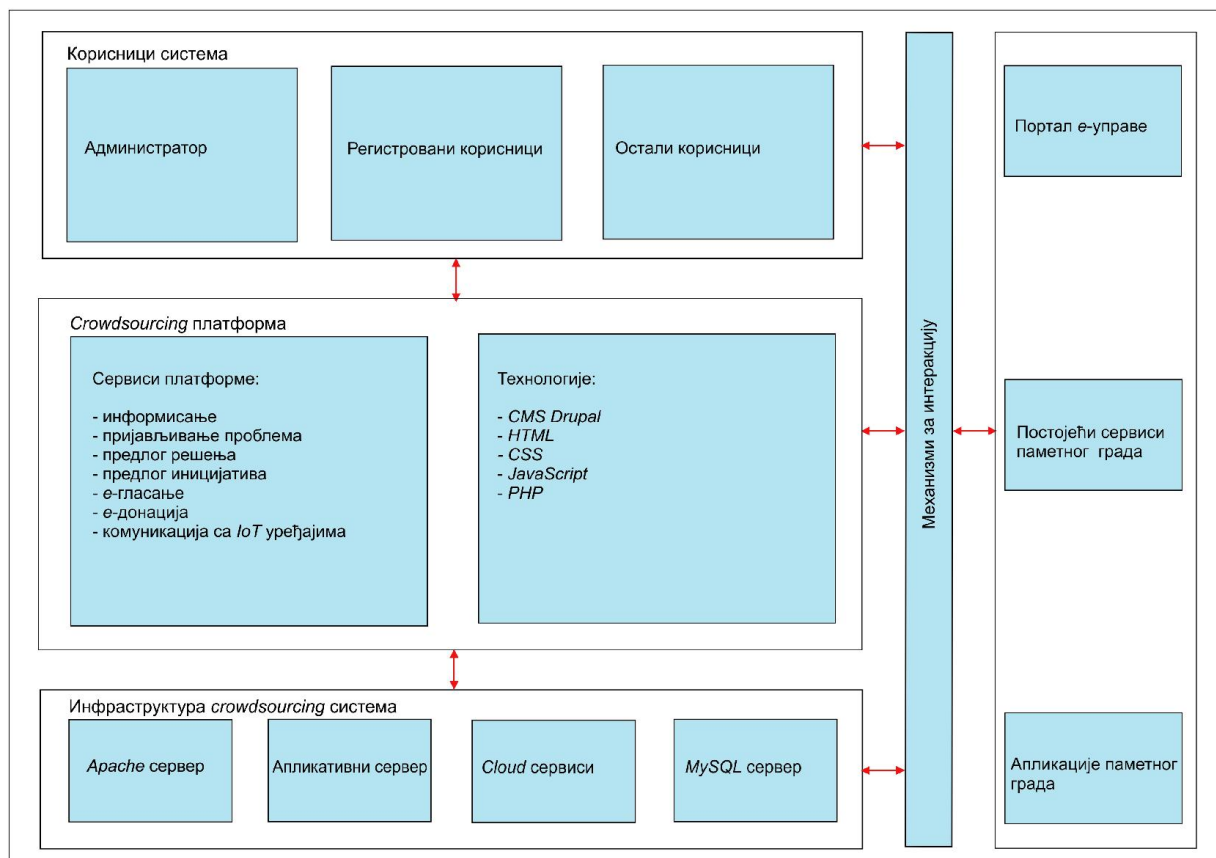 Корисници система
Администратор
Регистровани корисници
Остали корисници
Crowdsourcing платформа
Сервиси платформе:
- информисање
- пријављивање проблема
- предлог решења
- предлог иницијатива
- е-гласање
- е-донација
- комуникација са IoT уређајима
Технологије:
- CMS Drupal
- HTML
- CSS
- JavaScript
- PHP
Инфраструктура crowdsourcing система
Apache сервер
Апликативни сервер
Cloud сервиси
MySQL сервер
Механизми за интеракцију
Портал е-управе
Постојећи сервиси
паметног града
Апликације паметног
града